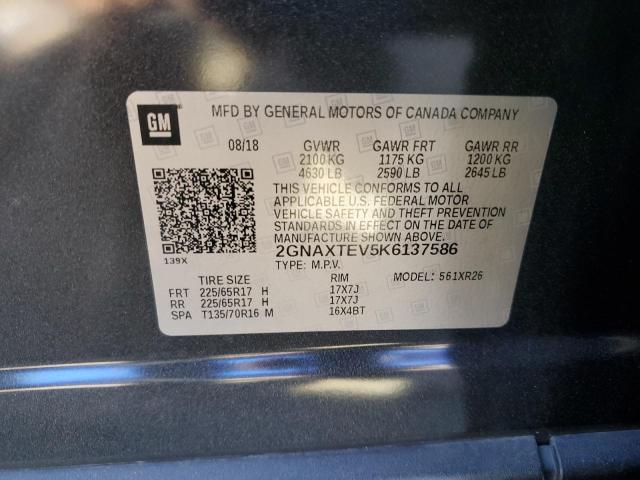 GM
MFD BY GENERAL MOTORS OF CANADA COMPANY
08/18 GVWR GAWR FRT GAWR RR
2100 KG 1175 KG 1200 KG
4630 LB 2590 LB 2645 LB
THIS VEHICLE CONFORMS TO ALL
APPLICABLE U.S. FEDERAL MOTOR
VEHICLE SAFETY AND THEFT PREVENTION
STANDARDS IN EFFECT ON THE DATE OF
MANUFACTURE SHOWN ABOVE.
139X
2GNAXTEV5K6137586
TYPE: M.P.V. MODEL: 561XR26
TIRE SIZE RIM
FRT 225/65R17 H 17X7J
RR 225/65R17 H 17X7J
SPA T135/70R16 M 16X4BT